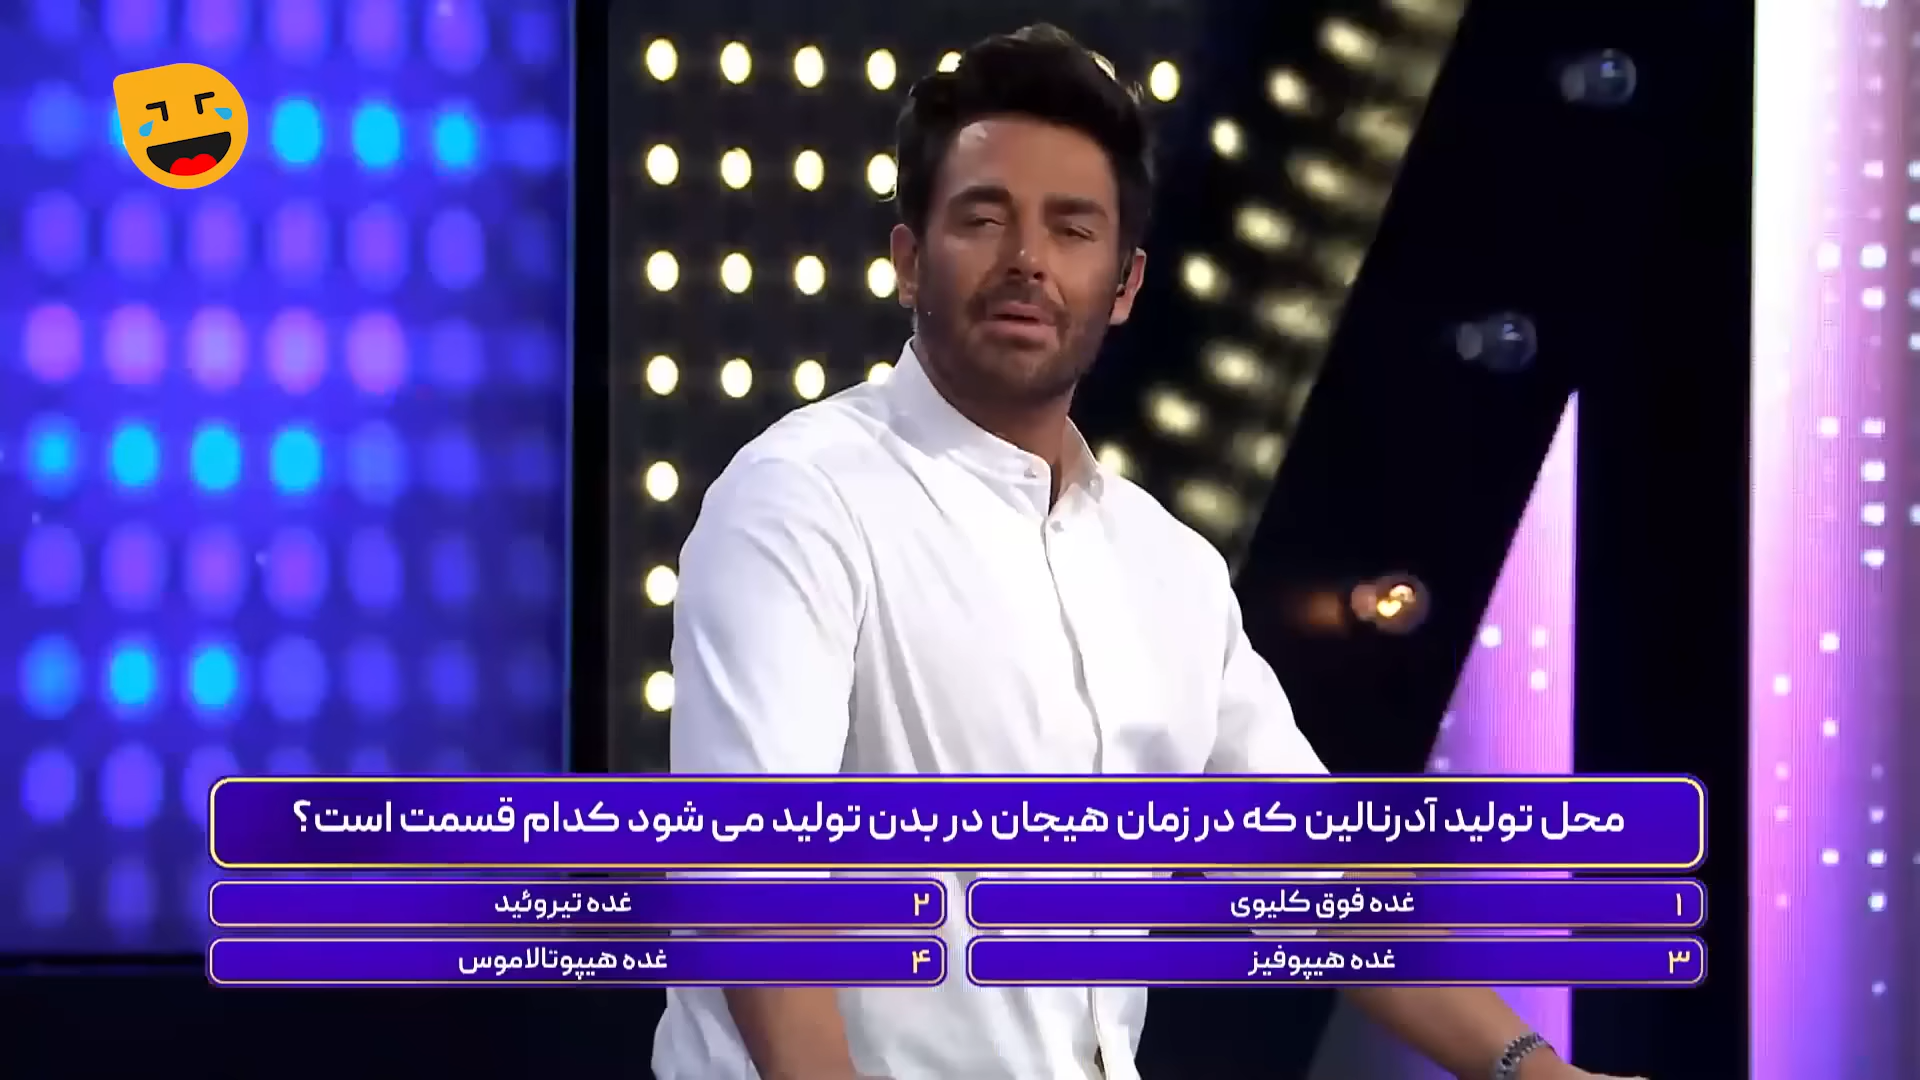 محل تولید آدرنالین که در زمان هیجان در بدن تولید می شود کدام قسمت است؟
۱ غده فوق کلیوی
۲ غده تیروئید
۳ غده هیپوفیز
۴ غده هیپوتالاموس